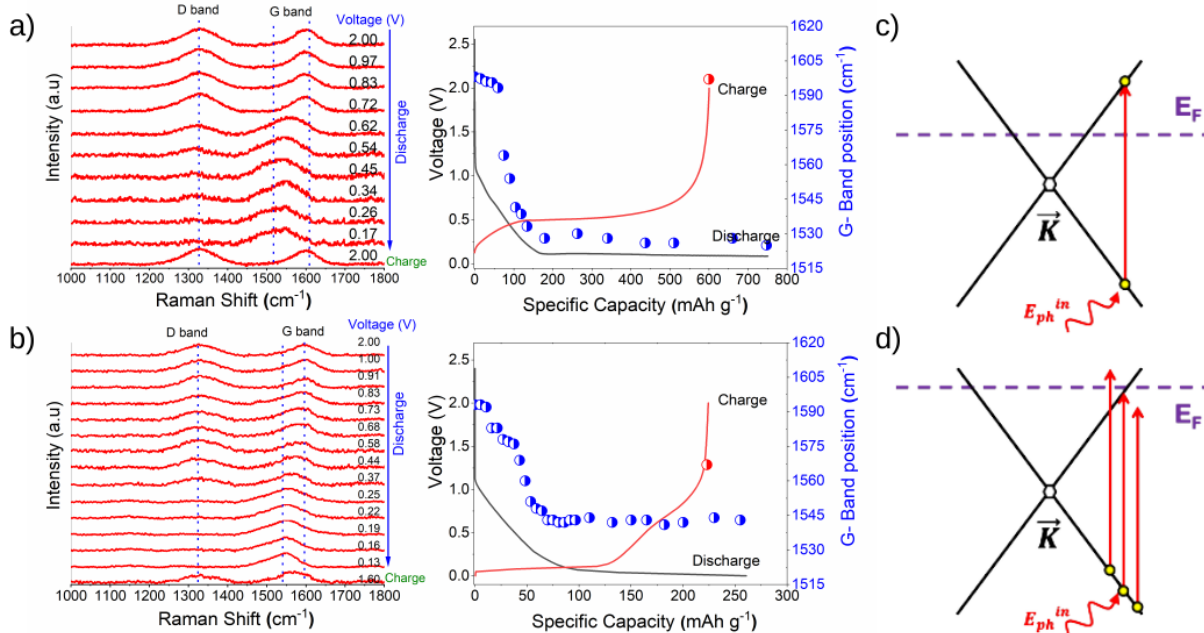 a)
D band
G band
Voltage (V)
2.00
0.97
0.83
0.72
0.62
0.54
0.45
0.34
0.26
0.17
2.00
Discharge
Charge
Intensity (a.u)
1000 1200 1300 1400 1500 1600 1700 1800
Raman Shift (cm-1)
2.5
2.0
1.5
1.0
0.5
0.0
Voltage (V)
Charge
Discharge
0 100 200 300 400 500 600 700 800
Specific Capacity (mAh g-1)
1620
1605
1590
1575
1560
1545
1530
1515
G- Band position (cm-1)
c)
EF
K
Ephin
b)
D band
G band
Voltage (V)
2.00
1.00
0.91
0.83
0.73
0.68
0.58
0.44
0.37
0.25
0.22
0.19
0.16
0.13
1.60
Discharge
Charge
Intensity (a.u)
1000 1200 1300 1400 1500 1600 1700 1800
Raman Shift (cm-1)
2.5
2.0
1.5
1.0
0.5
0.0
Voltage (V)
Charge
Discharge
0 50 100 150 200 250 300
Specific Capacity (mAh g-1)
1620
1605
1590
1575
1560
1545
1530
1515
G- Band position (cm-1)
d)
EF
K
Ephin